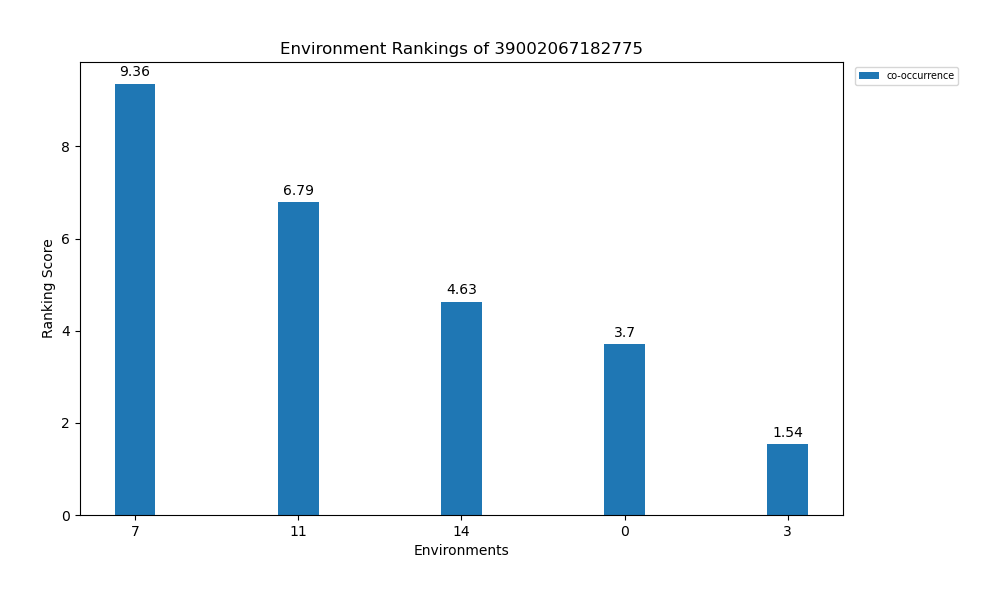 Environment Rankings of 39002067182775
co-occurrence
9.36
6.79
4.63
3.7
1.54
Ranking Score
8
6
4
2
0
7 11 14 0 3
Environments